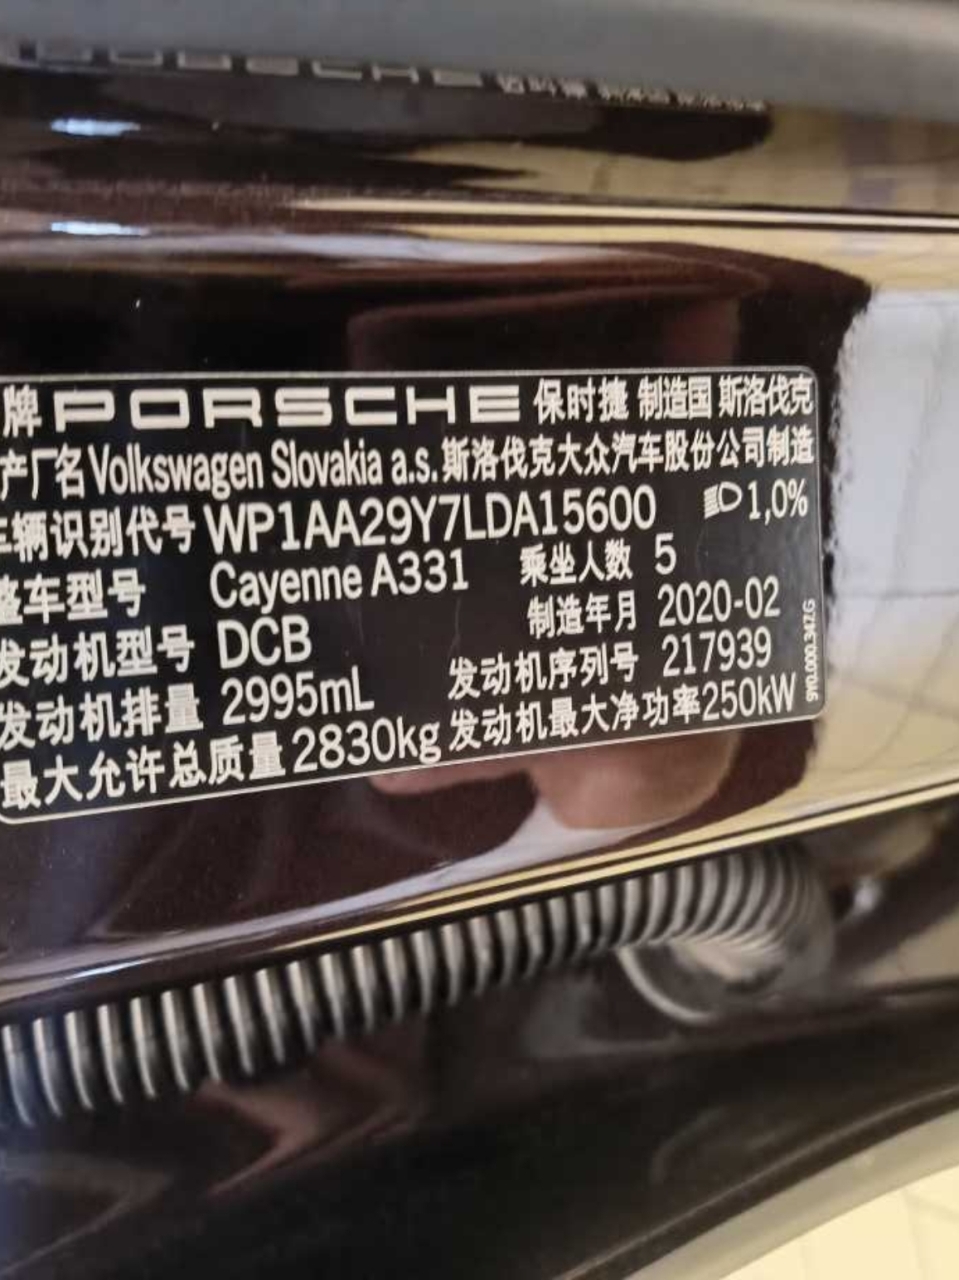 牌 PORSCHE 保时捷 制造国 斯洛伐克
产厂名 Volkswagen Slovakia a.s. 斯洛伐克大众汽车股份公司制造
车辆识别代号 WP1AA29Y7LDA15600 1,0%
整车型号 Cayenne A331 乘坐人数 5
发动机型号 DCB 制造年月 2020-02
发动机排量 2995mL 发动机序列号 217939
最大允许总质量 2830kg 发动机最大净功率 250kW
9Y0.000.347.G